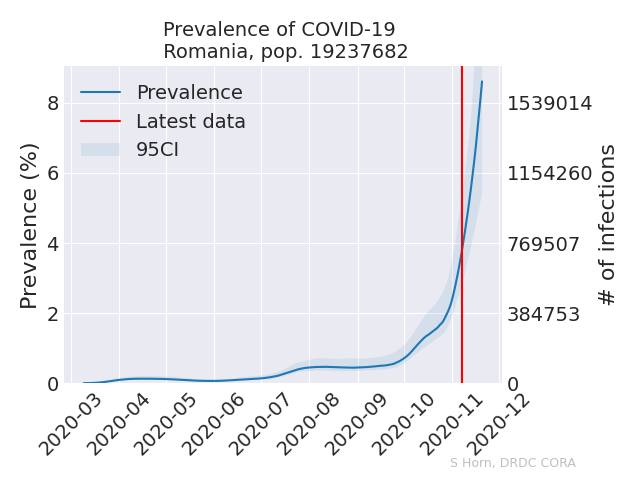 Prevalence of COVID-19
Romania, pop. 19237682
Prevalence
Latest data
95CI
Prevalence (%)
8
6
4
2
0
1539014
1154260
769507
384753
0
# of infections
2020-03
2020-04
2020-05
2020-06
2020-07
2020-08
2020-09
2020-10
2020-11
2020-12
S Horn, DRDC CORA